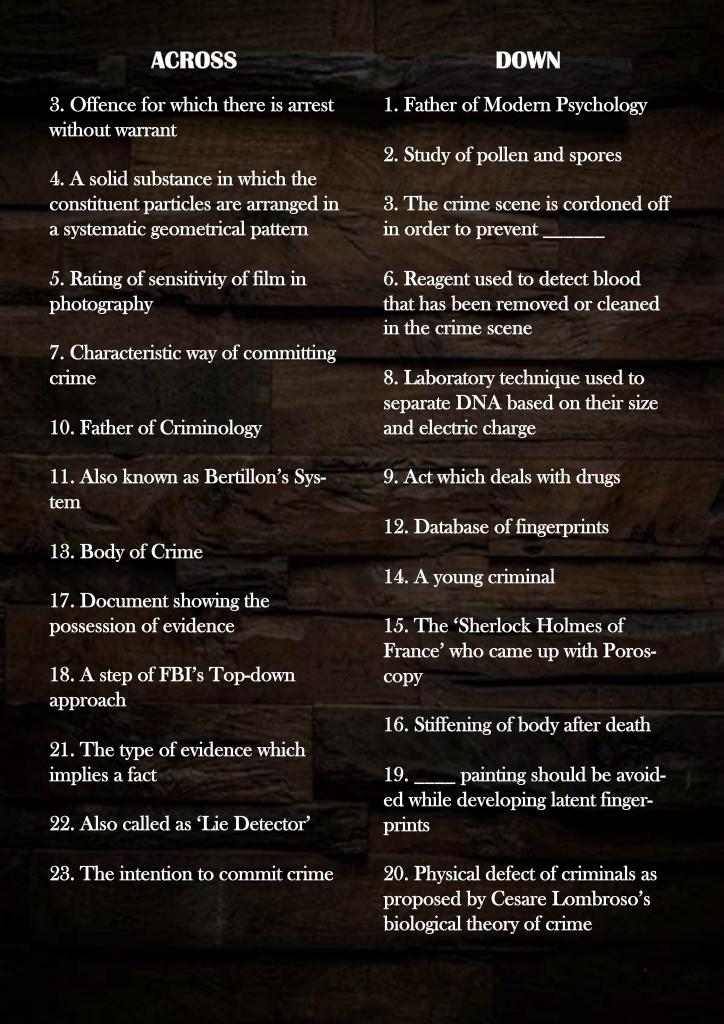 ACROSS
3. Offence for which there is arrest
without warrant
4. A solid substance in which the
constituent particles are arranged in
a systematic geometrical pattern
5. Rating of sensitivity of film in
photography
7. Characteristic way of committing
crime
10. Father of Criminology
11. Also known as Bertillon’s Sys-
tem
13. Body of Crime
17. Document showing the
possession of evidence
18. A step of FBI’s Top-down
approach
21. The type of evidence which
implies a fact
22. Also called as ‘Lie Detector’
23. The intention to commit crime
DOWN
1. Father of Modern Psychology
2. Study of pollen and spores
3. The crime scene is cordoned off
in order to prevent ______
6. Reagent used to detect blood
that has been removed or cleaned
in the crime scene
8. Laboratory technique used to
separate DNA based on their size
and electric charge
9. Act which deals with drugs
12. Database of fingerprints
14. A young criminal
15. The ‘Sherlock Holmes of
France’ who came up with Poros-
copy
16. Stiffening of body after death
19. ____ painting should be avoid-
ed while developing latent finger-
prints
20. Physical defect of criminals as
proposed by Cesare Lombroso’s
biological theory of crime